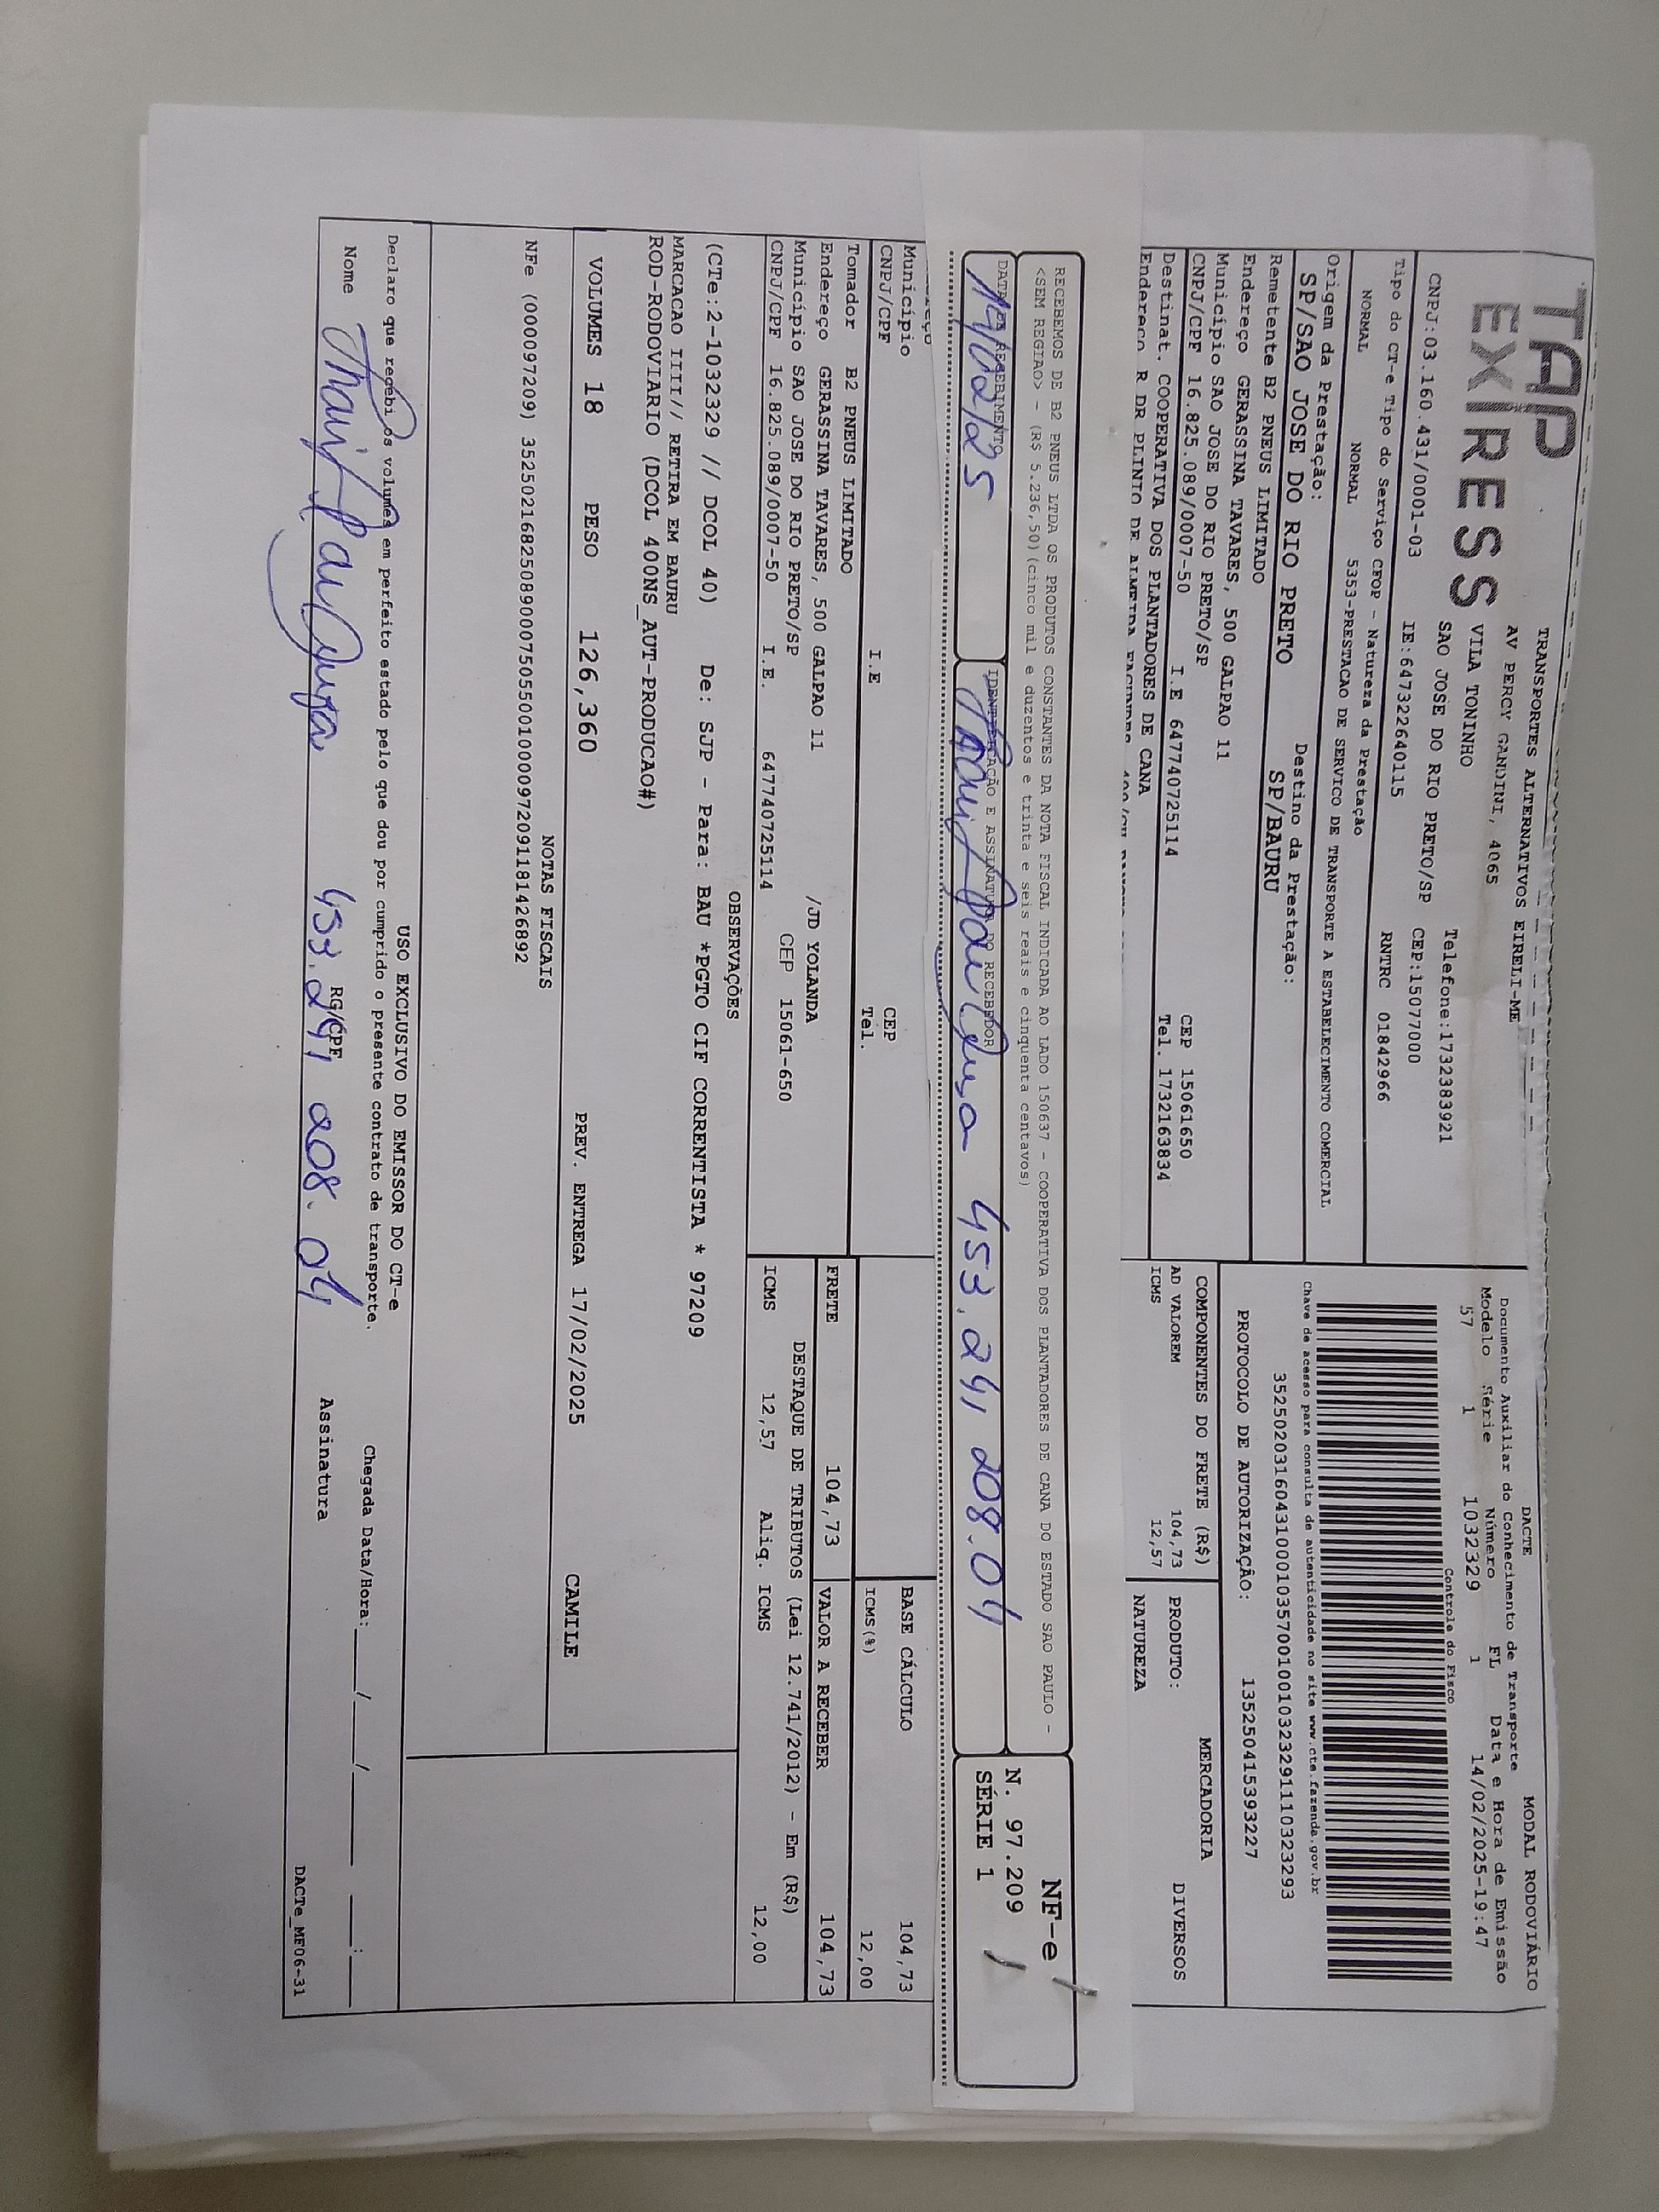 TAP
EXPRESS
TRANSPORTES ALTERNATIVOS EIRELI-ME
AV PERCY GANDINI, 4065
VILA TONINHO
SAO JOSE DO RIO PRETO/SP
Telefone:1732383921
CNPJ:03.160.431/0001-03 IE:647322640115 CEP:15077000
RNTRC 01842966
Tipo do CT-e Tipo do Serviço CFOP - Natureza da Prestação
NORMAL NORMAL 5353-PRESTACAO DE SERVICO DE TRANSPORTE A ESTABELECIMENTO COMERCIAL
Origem da Prestação: Destino da Prestação:
SP/SAO JOSE DO RIO PRETO SP/BAURU
Remetente B2 PNEUS LIMITADO
Endereço GERASSINA TAVARES, 500 GALPAO 11
Município SAO JOSE DO RIO PRETO/SP CEP 15061650
CNPJ/CPF 16.825.089/0007-50 I.E 647740725114 Tel. 1732163834
Destinat. COOPERATIVA DOS PLANTADORES DE CANA
Endereço R DR PLINIO DE ALMEIDA
DACTE MODAL RODOVIÁRIO
Documento Auxiliar do Conhecimento de Transporte
Modelo Série Número FL Data e Hora de Emissão
57 1 1032329 1 14/02/2025-19:47
Controle do Fisco
Chave de acesso para consulta de autenticidade no site www.cte.fazenda.gov.br
35250203160431000103570010010323291110323293
PROTOCOLO DE AUTORIZAÇÃO: 135250415393227
COMPONENTES DO FRETE (R$) MERCADORIA
AD VALOREM 104,73 PRODUTO: DIVERSOS
ICMS 12,57 NATUREZA
RECEBEMOS DE B2 PNEUS LTDA OS PRODUTOS CONSTANTES DA NOTA FISCAL INDICADA AO LADO 150637 - COOPERATIVA DOS PLANTADORES DE CANA DO ESTADO SAO PAULO -
<SEM REGIAO> - (R$ 5.236,50)(cinco mil e duzentos e trinta e seis reais e cinquenta centavos)
DATA DE RECEBIMENTO IDENTIFICAÇÃO E ASSINATURA DO RECEBEDOR
/02/25 453.241.208.04
NF-e
N. 97.209
SÉRIE 1
Município CEP
CNPJ/CPF I.E Tel.
Tomador B2 PNEUS LIMITADO
Endereço GERASSINA TAVARES, 500 GALPAO 11 /JD YOLANDA
Município SAO JOSE DO RIO PRETO/SP CEP 15061-650
CNPJ/CPF 16.825.089/0007-50 I.E. 647740725114
BASE CÁLCULO 104,73
ICMS(%) 12,00
FRETE 104,73 VALOR A RECEBER 104,73
DESTAQUE DE TRIBUTOS (Lei 12.741/2012) - Em (R$)
ICMS 12,57 Aliq. ICMS 12,00
OBSERVAÇÕES
(CTe:2-1032329 // DCOL 40) De: SJP - Para: BAU *PGTO CIF CORRENTISTA * 97209
MARCACAO IIII// RETIRA EM BAURU
ROD-RODOVIARIO (DCOL 400NS_AUT-PRODUCAO#)
VOLUMES 18 PESO 126,360 PREV. ENTREGA 17/02/2025 CAMILE
NOTAS FISCAIS
NFe (000097209) 35250216825089000750550010000972091181426892
USO EXCLUSIVO DO EMISSOR DO CT-e
Declaro que recebi os volumes em perfeito estado pelo que dou por cumprido o presente contrato de transporte.
Chegada Data/Hora:____/____/____ __:__
Nome RG/CPF 453.241 208.04 Assinatura
DACTe_MF06-31